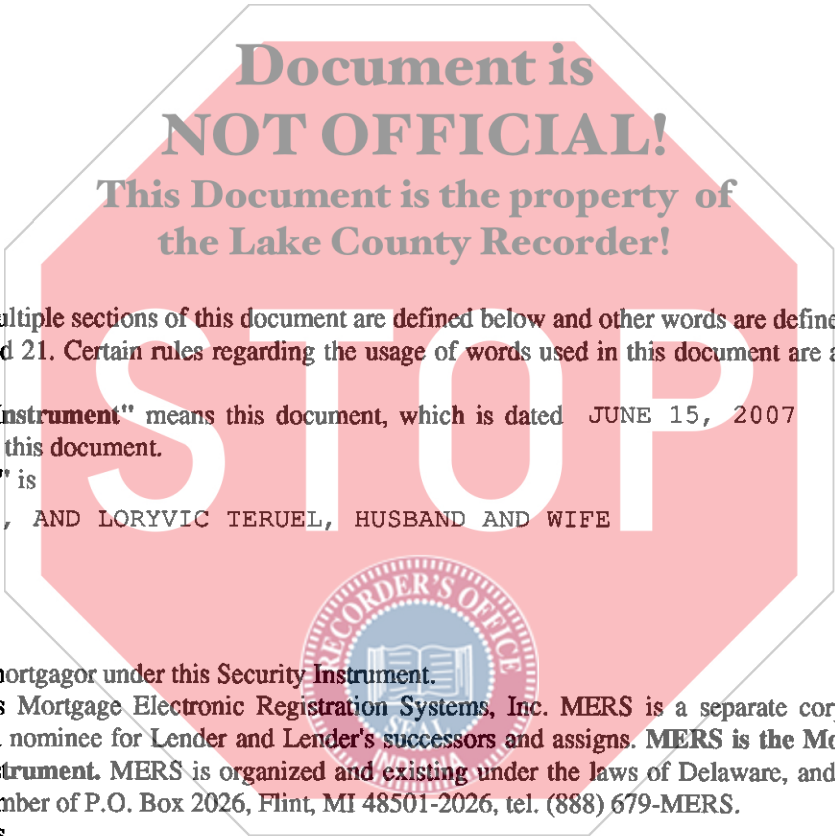 Document is
NOT OFFICIAL!
This Document is the property of
the Lake County Recorder!
ultiple sections of this document are defined below and other words are define
d 21. Certain rules regarding the usage of words used in this document are a
nstrument" means this document, which is dated JUNE 15, 2007
this document.
" is
, AND LORYVIC TERUEL, HUSBAND AND WIFE
STOP
RECORDER'S OFFICE
SEAL
INDIANA
ortgagor under this Security Instrument.
s Mortgage Electronic Registration Systems, Inc. MERS is a separate cor
nominee for Lender and Lender's successors and assigns. MERS is the Mo
trument. MERS is organized and existing under the laws of Delaware, and
mber of P.O. Box 2026, Flint, MI 48501-2026, tel. (888) 679-MERS.